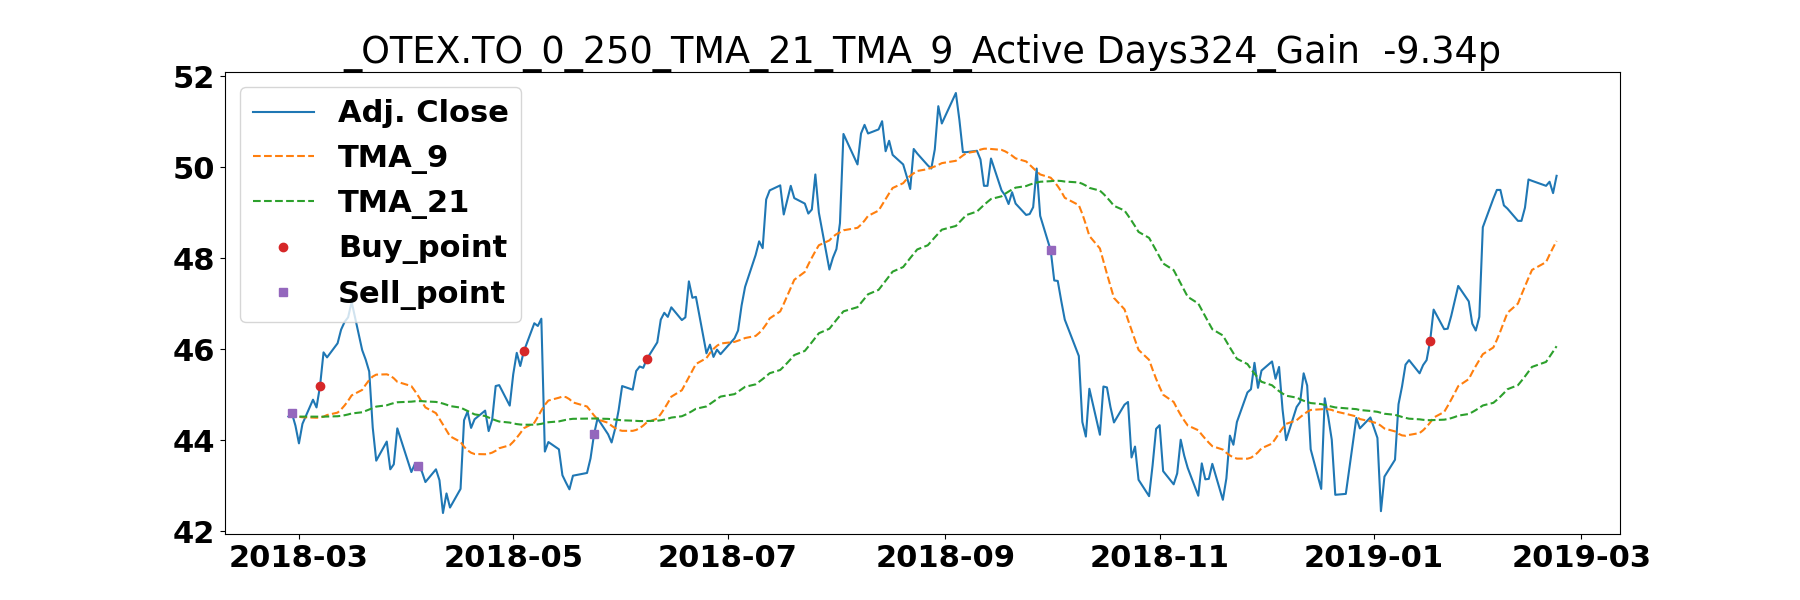 _OTEX.TO_0_250_TMA_21_TMA_9_Active Days324_Gain  -9.34p
52
50
48
46
44
42
Adj. Close
TMA_9
TMA_21
Buy_point
Sell_point
2018-03 2018-05 2018-07 2018-09 2018-11 2019-01 2019-03